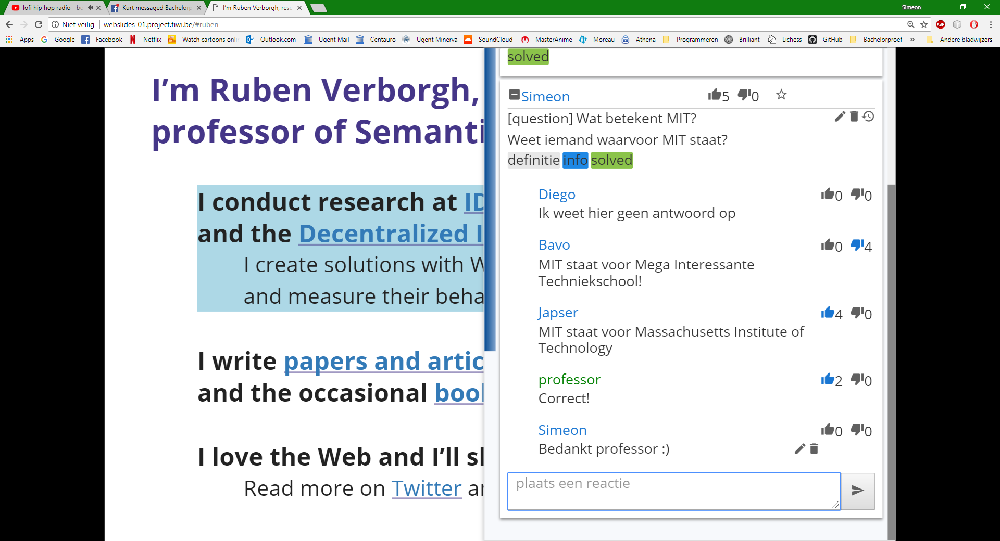 lofi hip hop radio - be
Kurt messaged Bachelorp
I'm Ruben Verborgh, rese
Simeon
Niet veilig
webslides-01.project.tiwi.be/#ruben
ABP
Apps
Google
Facebook
Netflix
Watch cartoons onli
Outlook.com
Ugent Mail
Centauro
Ugent Minerva
SoundCloud
MasterAnime
Moreau
Athena
Programmeren
Brilliant
Lichess
GitHub
Bachelorproef
»
Andere bladwijzers
I’m Ruben Verborgh,
professor of Semanti
I conduct research at ID
and the Decentralized I
I create solutions with W
and measure their beha
I write papers and artic
and the occasional book
I love the Web and I’ll sh
Read more on Twitter an
solved
Simeon 5 0
[question] Wat betekent MIT?
Weet iemand waarvoor MIT staat?
definitie info solved
Diego 0 0
Ik weet hier geen antwoord op
Bavo 0 4
MIT staat voor Mega Interessante
Techniekschool!
Japser 4 0
MIT staat voor Massachusetts Institute of
Technology
professor 2 0
Correct!
Simeon 0 0
Bedankt professor :)
plaats een reactie